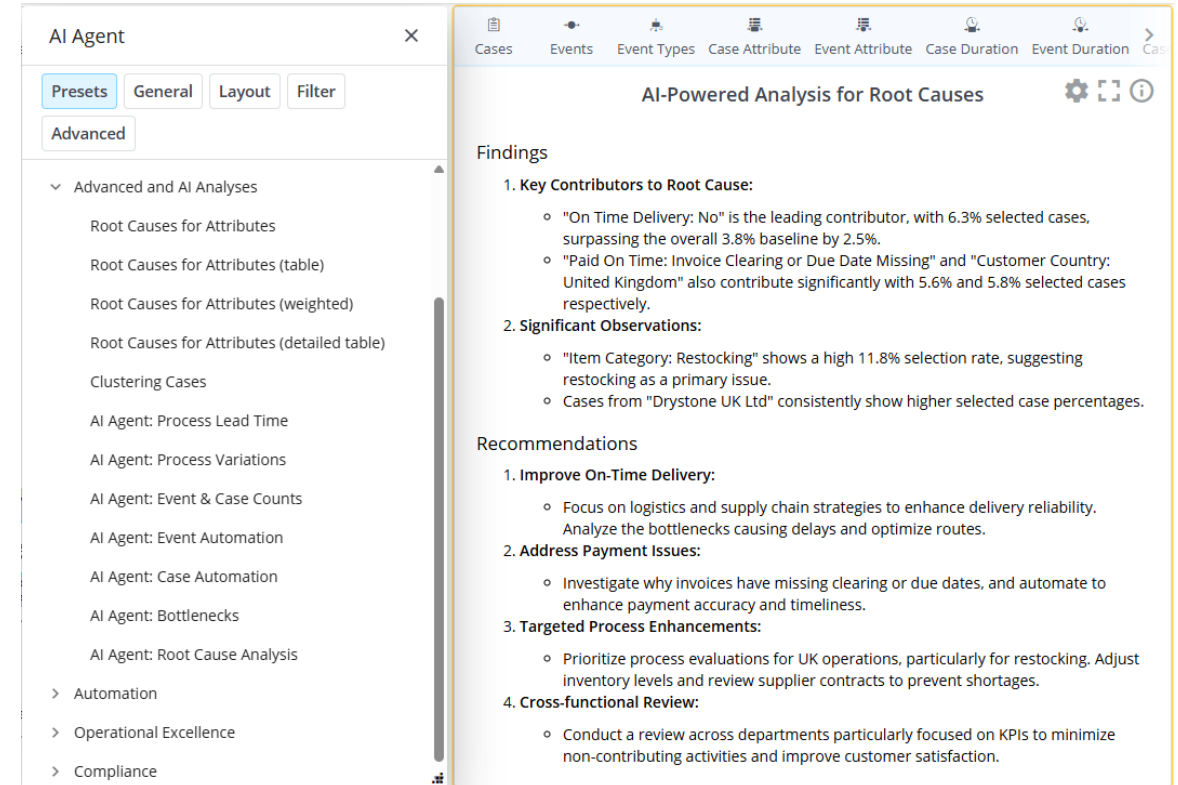 AI Agent
Presets
General
Layout
Filter
Advanced
Advanced and AI Analyses
Root Causes for Attributes
Root Causes for Attributes (table)
Root Causes for Attributes (weighted)
Root Causes for Attributes (detailed table)
Clustering Cases
AI Agent: Process Lead Time
AI Agent: Process Variations
AI Agent: Event & Case Counts
AI Agent: Event Automation
AI Agent: Case Automation
AI Agent: Bottlenecks
AI Agent: Root Cause Analysis
Automation
Operational Excellence
Compliance
Cases
Events
Event Types
Case Attribute
Event Attribute
Case Duration
Event Duration
Cas
AI-Powered Analysis for Root Causes
Findings
1. Key Contributors to Root Cause:
"On Time Delivery: No" is the leading contributor, with 6.3% selected cases,
surpassing the overall 3.8% baseline by 2.5%.
"Paid On Time: Invoice Clearing or Due Date Missing" and "Customer Country:
United Kingdom" also contribute significantly with 5.6% and 5.8% selected cases
respectively.
2. Significant Observations:
"Item Category: Restocking" shows a high 11.8% selection rate, suggesting
restocking as a primary issue.
Cases from "Drystone UK Ltd" consistently show higher selected case percentages.
Recommendations
1. Improve On-Time Delivery:
Focus on logistics and supply chain strategies to enhance delivery reliability.
Analyze the bottlenecks causing delays and optimize routes.
2. Address Payment Issues:
Investigate why invoices have missing clearing or due dates, and automate to
enhance payment accuracy and timeliness.
3. Targeted Process Enhancements:
Prioritize process evaluations for UK operations, particularly for restocking. Adjust
inventory levels and review supplier contracts to prevent shortages.
4. Cross-functional Review:
Conduct a review across departments particularly focused on KPIs to minimize
non-contributing activities and improve customer satisfaction.